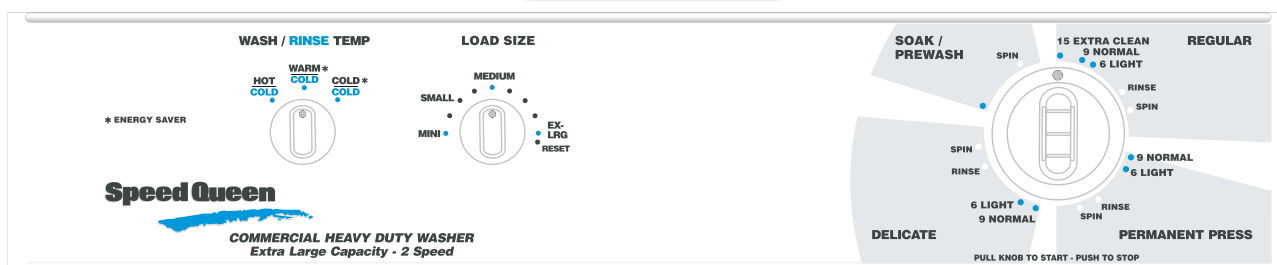 WASH / RINSE TEMP
HOT
COLD
WARM*
COLD
COLD*
COLD
* ENERGY SAVER
LOAD SIZE
MINI
SMALL
MEDIUM
EX-
LRG
RESET
Speed Queen
COMMERCIAL HEAVY DUTY WASHER
Extra Large Capacity - 2 Speed
SOAK /
PREWASH
SPIN
15 EXTRA CLEAN
9 NORMAL
6 LIGHT
REGULAR
RINSE
SPIN
9 NORMAL
6 LIGHT
RINSE
SPIN
PERMANENT PRESS
SPIN
RINSE
6 LIGHT
9 NORMAL
DELICATE
PULL KNOB TO START - PUSH TO STOP